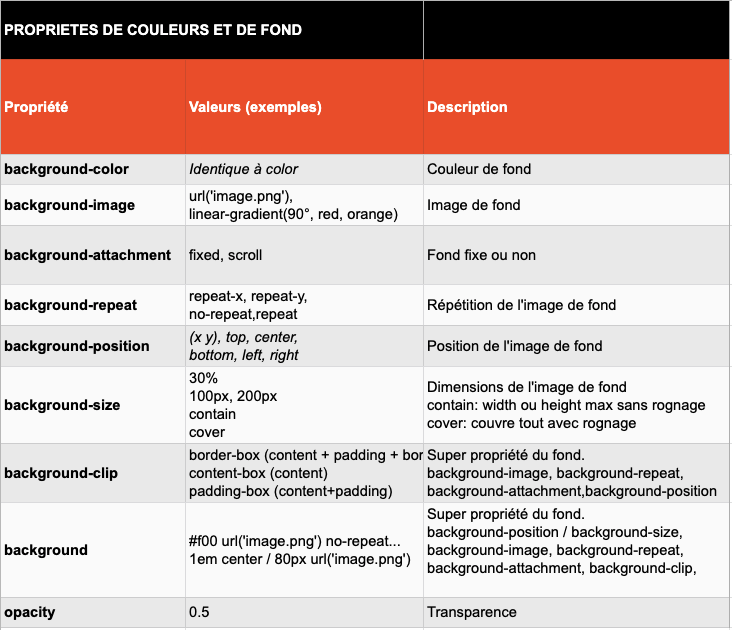 PROPRIETES DE COULEURS ET DE FOND
Propriété Valeurs (exemples) Description
background-color Identique à color Couleur de fond
background-image url('image.png'),
linear-gradient(90°, red, orange) Image de fond
background-attachment fixed, scroll Fond fixe ou non
background-repeat repeat-x, repeat-y,
no-repeat,repeat Répétition de l'image de fond
background-position (x y), top, center,
bottom, left, right Position de l'image de fond
background-size 30%
100px, 200px
contain
cover
Dimensions de l'image de fond
contain: width ou height max sans rognage
cover: couvre tout avec rognage
background-clip border-box (content + padding + bor
content-box (content)
padding-box (content+padding)
Super propriété du fond.
background-image, background-repeat,
background-attachment,background-position
background #f00 url('image.png') no-repeat...
1em center / 80px url('image.png')
Super propriété du fond.
background-position / background-size,
background-image, background-repeat,
background-attachment, background-clip,
opacity 0.5 Transparence